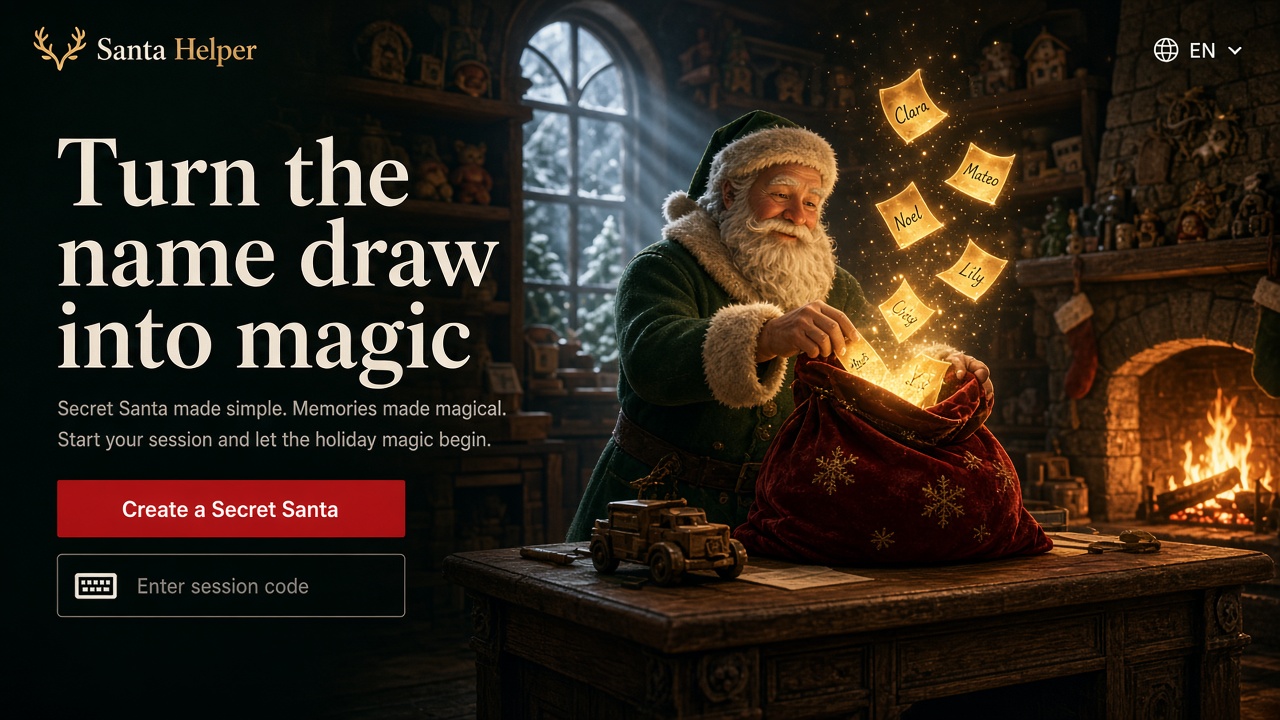 Santa Helper
EN
Turn the
name draw
into magic
Secret Santa made simple. Memories made magical.
Start your session and let the holiday magic begin.
Create a Secret Santa
Enter session code
Clara
Mateo
Noel
Lily